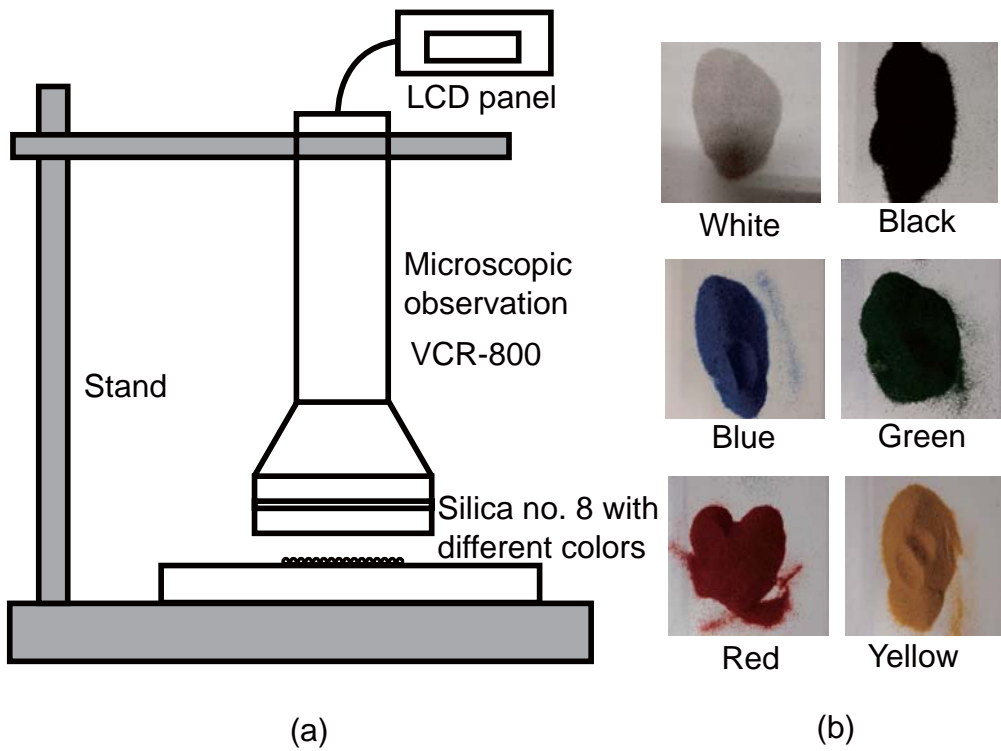 LCD panel
Microscopic
observation
VCR-800
Stand
Silica no. 8 with
different colors
(a)
White
Black
Blue
Green
Red
Yellow
(b)